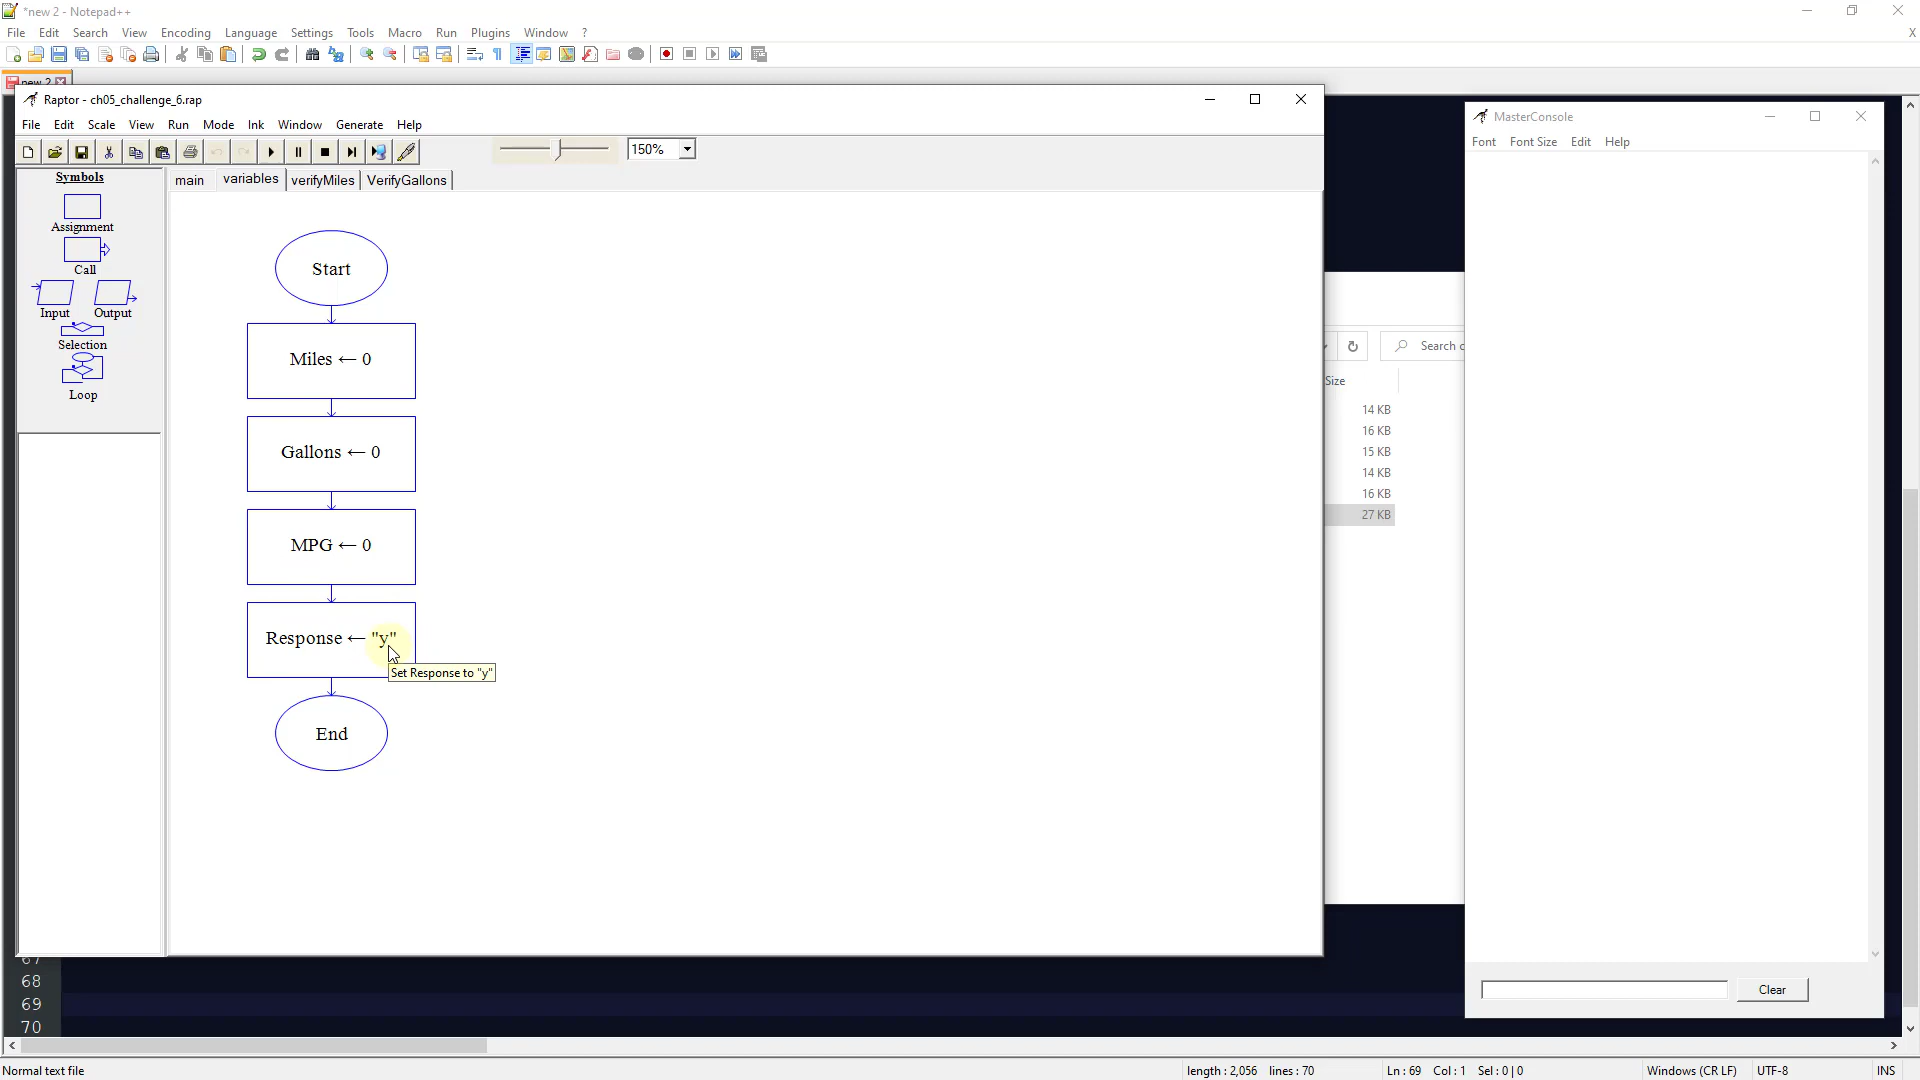 *new 2 - Notepad++
File Edit Search View Encoding Language Settings Tools Macro Run Plugins Window ?
X
new 2
Raptor - ch05_challenge_6.rap
File Edit Scale View Run Mode Ink Window Generate Help
150%
Symbols
Assignment
Call
Input Output
Selection
Loop
main variables verifyMiles VerifyGallons
Start
Miles ← 0
Gallons ← 0
MPG ← 0
Response ← "y"
Set Response to "y"
End
Search
Size
14 KB
16 KB
15 KB
14 KB
16 KB
27 KB
MasterConsole
Font Font Size Edit Help
Clear
67
68
69
70
Normal text file
length : 2,056 lines : 70
Ln : 69 Col : 1 Sel : 0 | 0
Windows (CR LF)
UTF-8
INS